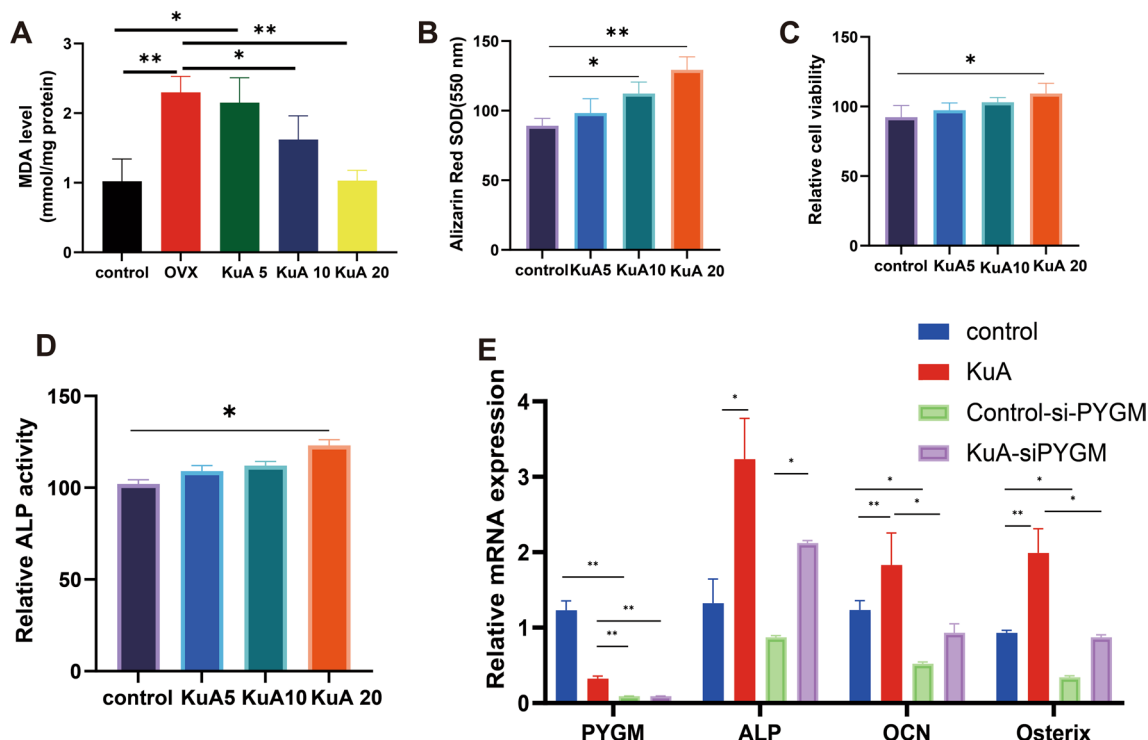 A
MDA level
(mmol/mg protein)
3
2
1
0
*
**
**
*
control OVX KuA 5 KuA 10 KuA 20
B
Alizarin Red SOD(550 nm)
150
100
50
0
**
*
control KuA5 KuA10 KuA 20
C
Relative cell viability
150
100
50
0
*
control KuA5 KuA10 KuA 20
D
Relative ALP activity
150
100
50
0
*
control KuA5 KuA10 KuA 20
E
control
KuA
Control-si-PYGM
KuA-siPYGM
Relative mRNA expression
4
3
2
1
0
**
**
**
*
*
*
**
*
*
**
*
PYGM ALP OCN Osterix